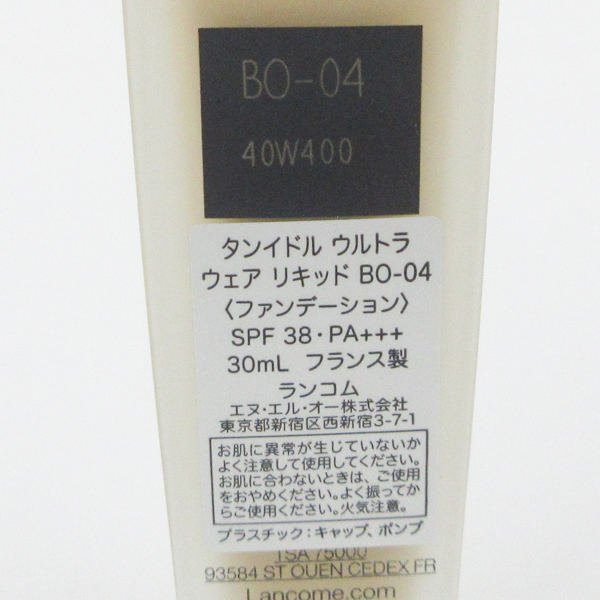 BO-04
40W400
タンイドル ウルトラ
ウェア リキッド BO-04
〈ファンデーション〉
SPF 38・PA+++
30mL フランス製
ランコム
エヌ・エル・オー株式会社
東京都新宿区西新宿3-7-1
お肌に異常が生じていないか
よく注意して使用してください。
お肌に合わないときは、ご使用
をおやめください。よく振ってか
らご使用ください。火気注意。
プラスチック：キャップ、ポンプ
TSA 75000
93584 ST OUEN CEDEX FR
Lancome.com